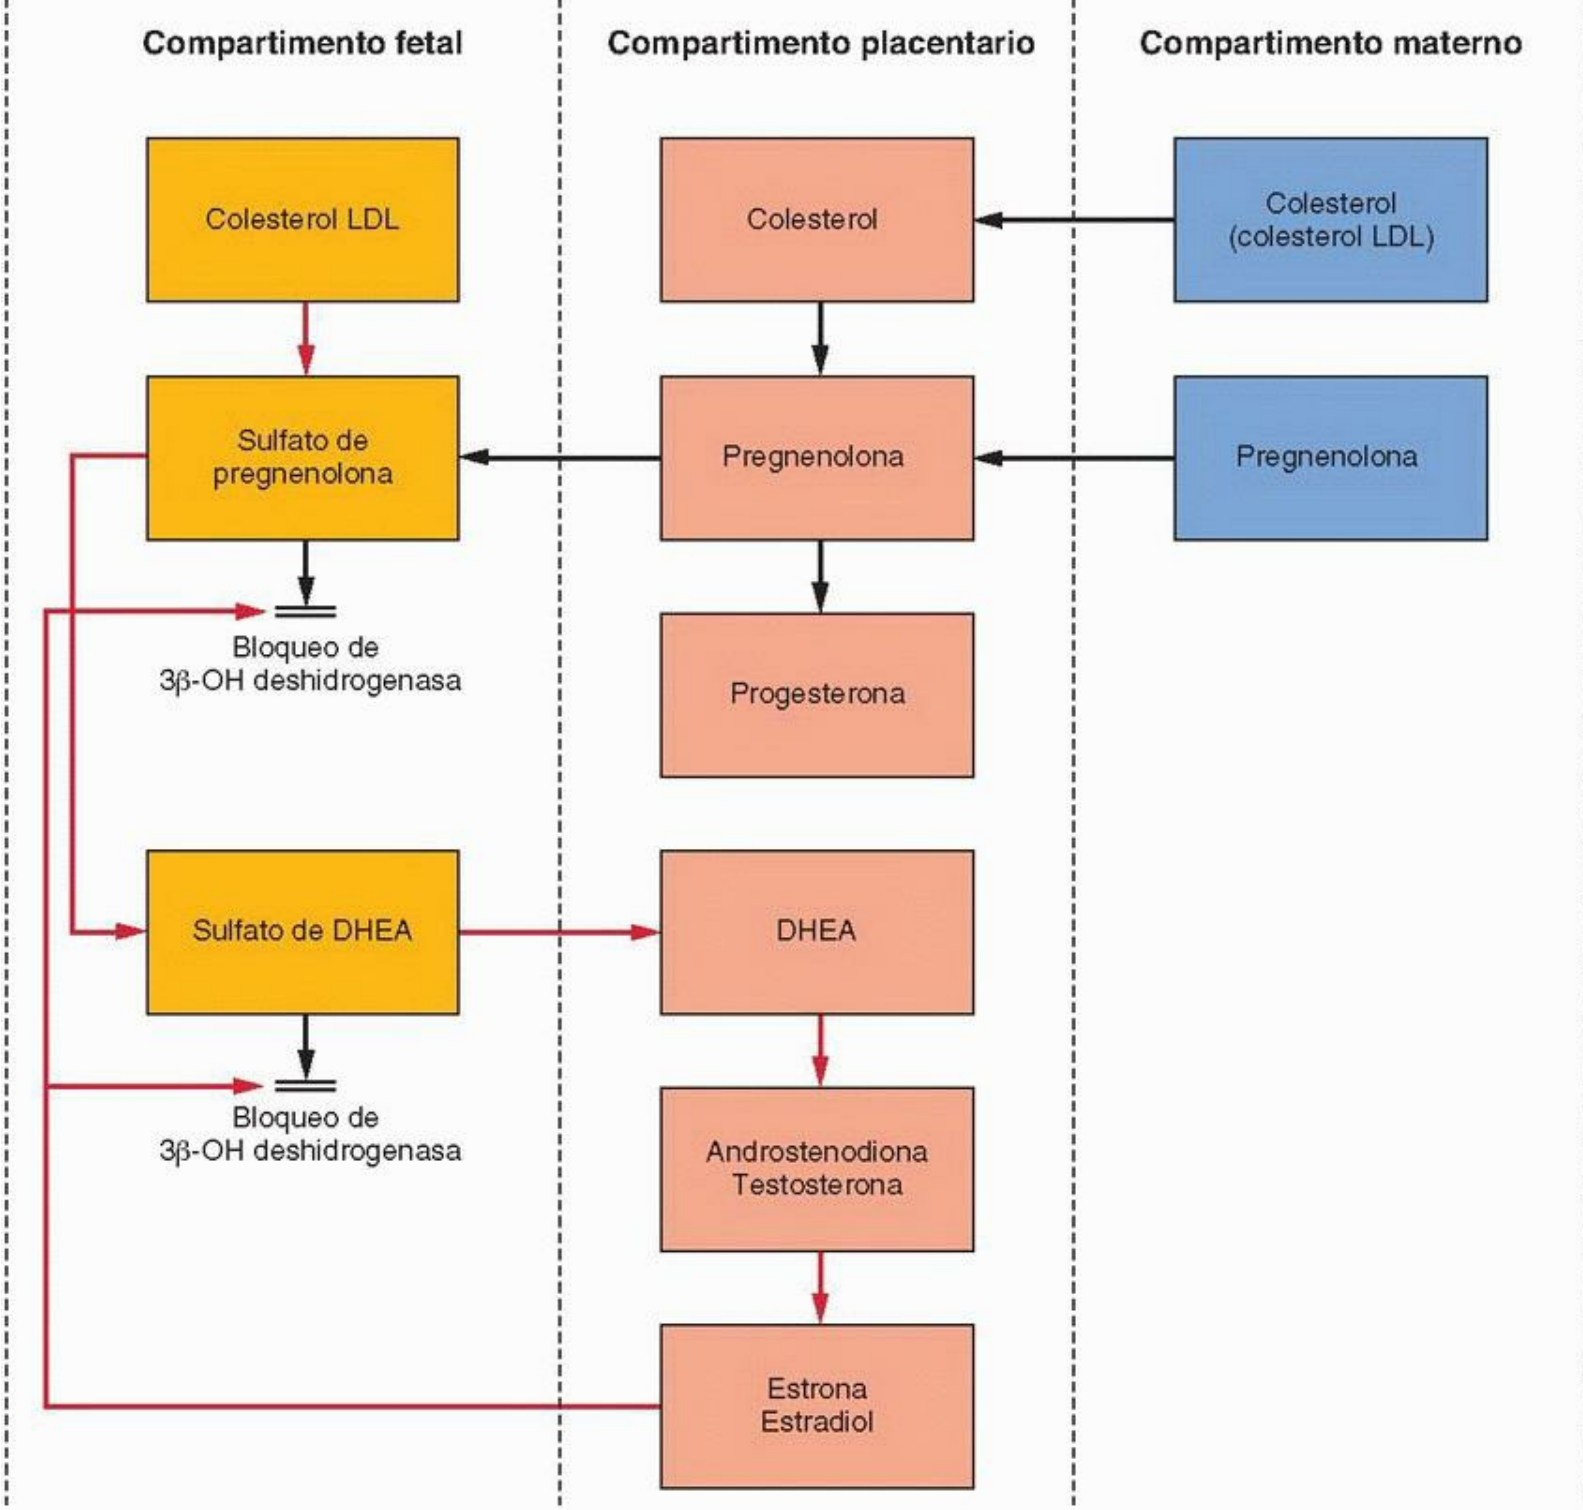 Compartimento fetal
Compartimento placentario
Compartimento materno
Colesterol LDL
Colesterol
Colesterol
(colesterol LDL)
Sulfato de
pregnenolona
Pregnenolona
Pregnenolona
Bloqueo de
3β-OH deshidrogenasa
Progesterona
Sulfato de DHEA
DHEA
Bloqueo de
3β-OH deshidrogenasa
Androstenodiona
Testosterona
Estrona
Estradiol